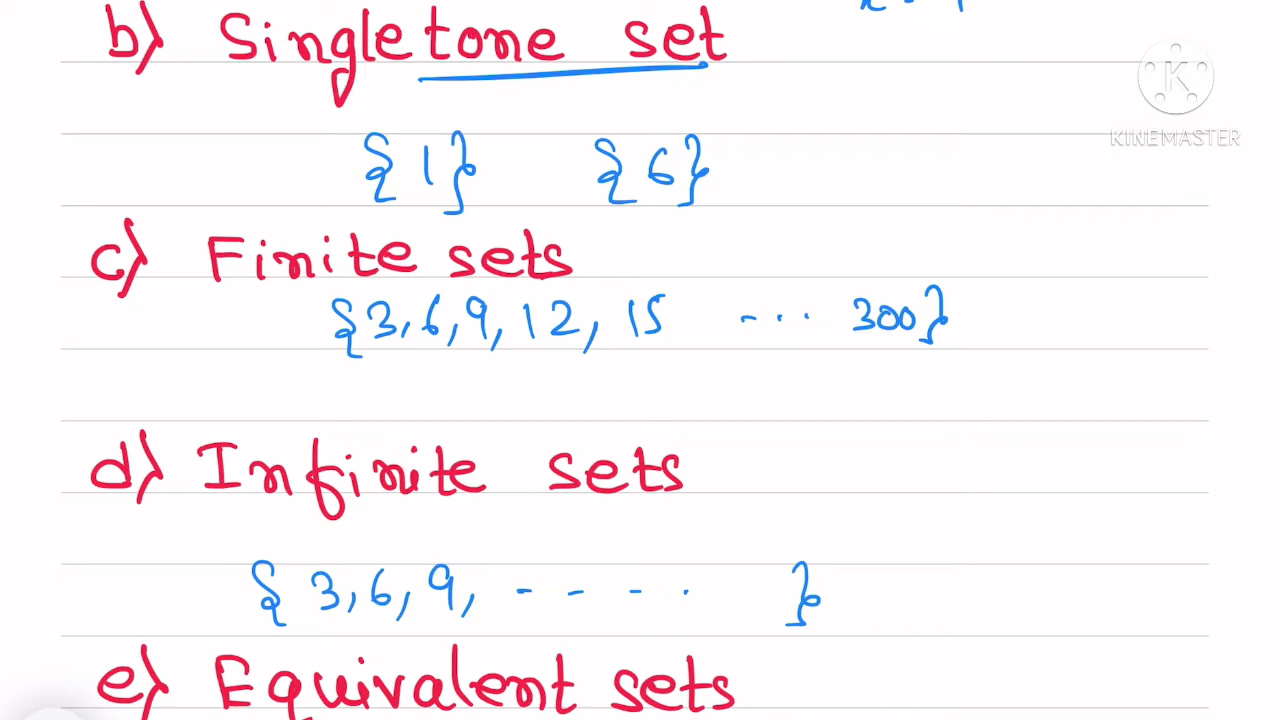 b) Singletone set
KINEMASTER
{1} {6}
c) Finite sets
{3, 6, 9, 12, 15 ... 300}
d) Infinite sets
{3, 6, 9, - - - . }
e) Equivalent sets